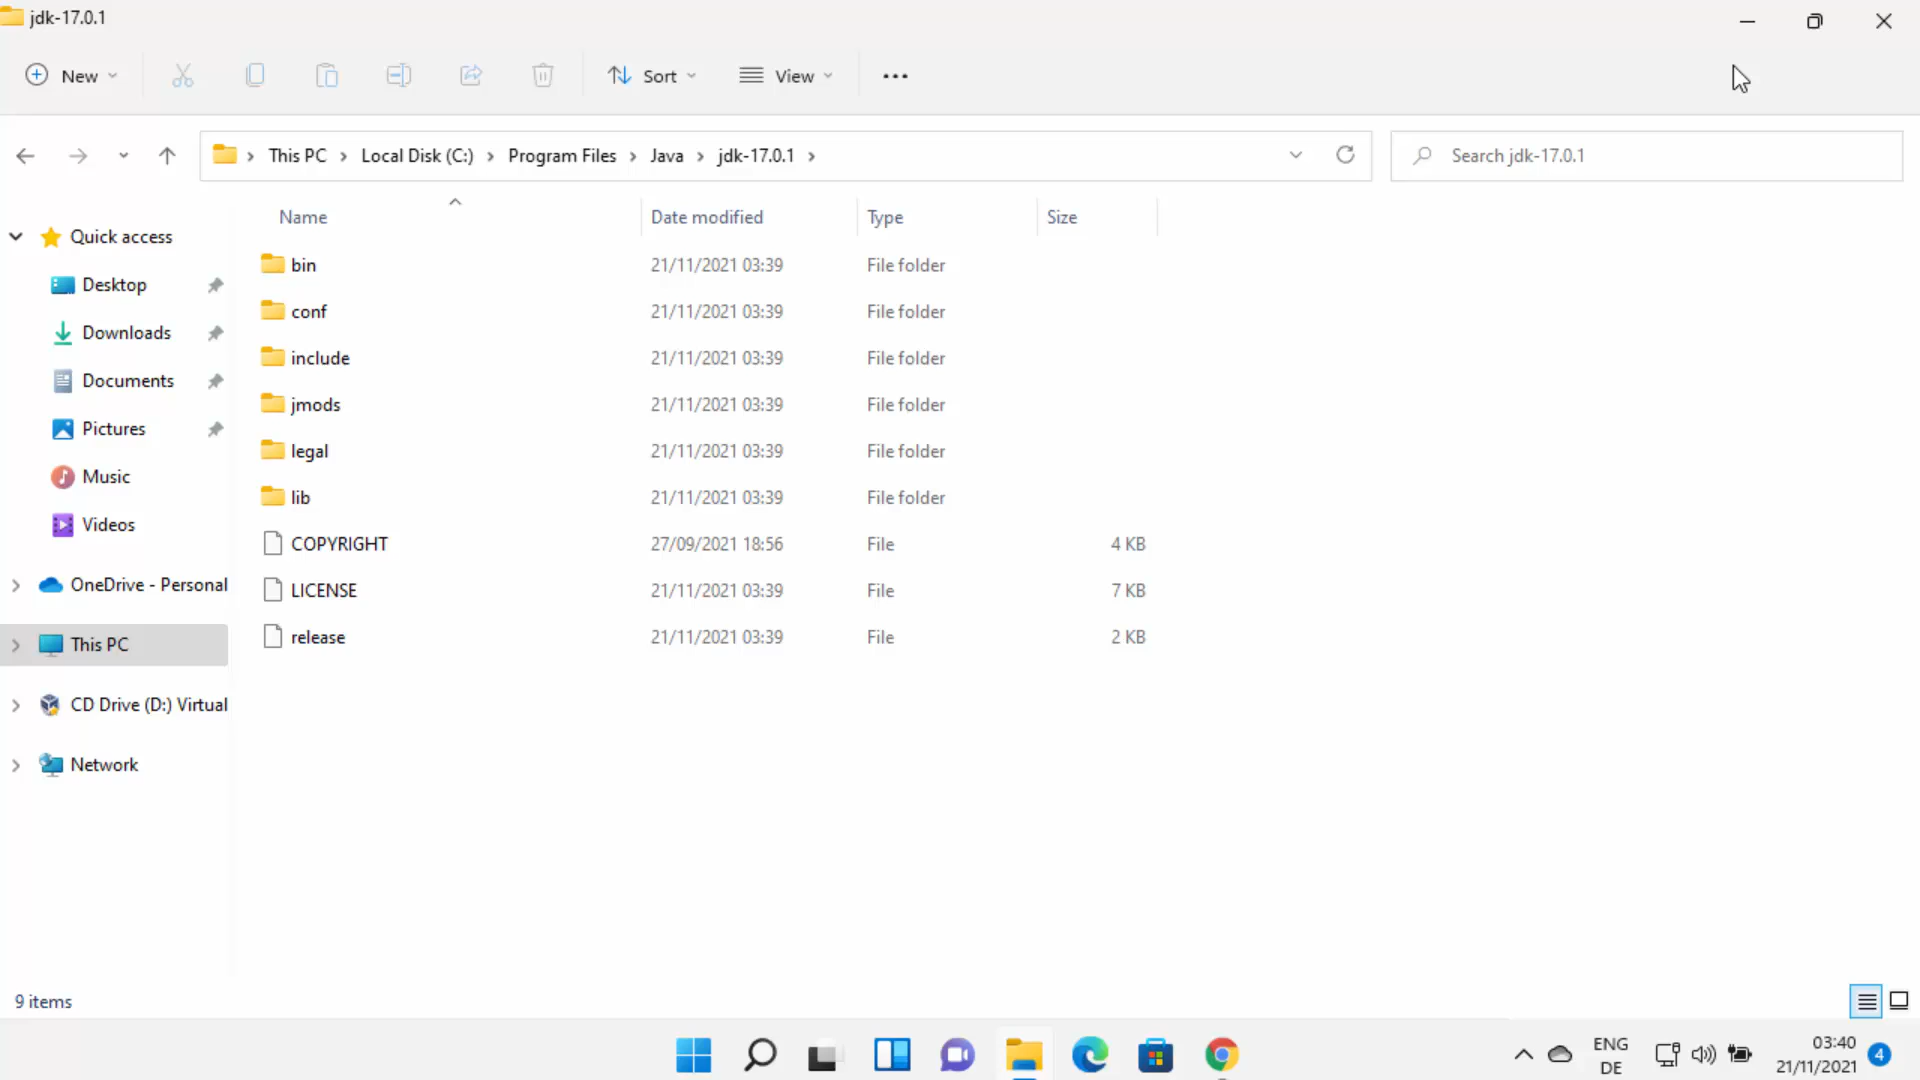 jdk-17.0.1
New
Sort
View
This PC > Local Disk (C:) > Program Files > Java > jdk-17.0.1 >
Search jdk-17.0.1
Name Date modified Type Size
Quick access
Desktop
Downloads
Documents
Pictures
Music
Videos
OneDrive - Personal
This PC
CD Drive (D:) Virtual
Network
bin 21/11/2021 03:39 File folder
conf 21/11/2021 03:39 File folder
include 21/11/2021 03:39 File folder
jmods 21/11/2021 03:39 File folder
legal 21/11/2021 03:39 File folder
lib 21/11/2021 03:39 File folder
COPYRIGHT 27/09/2021 18:56 File 4 KB
LICENSE 21/11/2021 03:39 File 7 KB
release 21/11/2021 03:39 File 2 KB
9 items
ENG
DE
03:40
21/11/2021
4